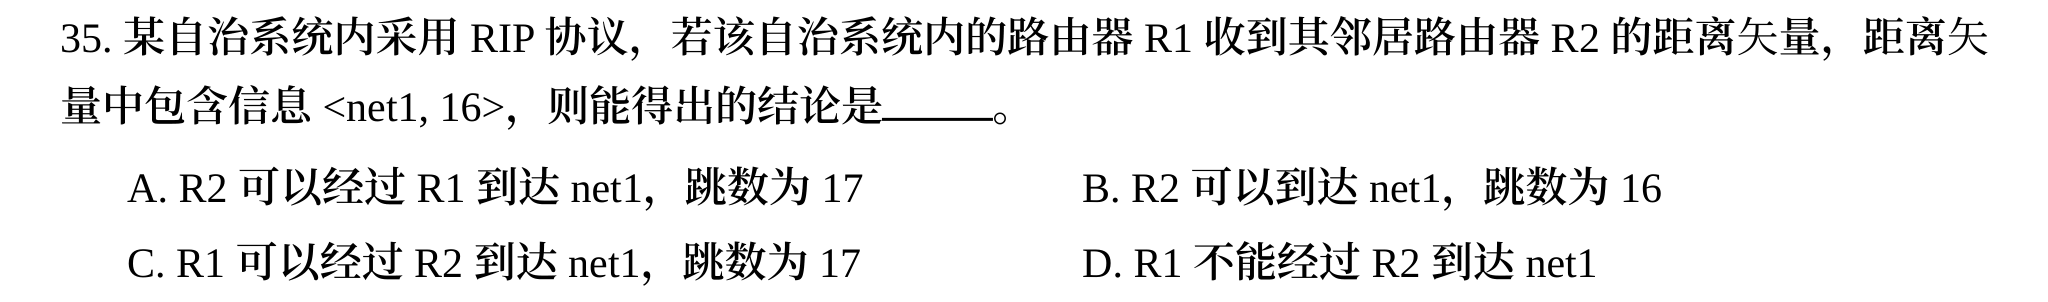 35. 某自治系统内采用 RIP 协议，若该自治系统内的路由器 R1 收到其邻居路由器 R2 的距离矢量，距离矢
量中包含信息 <net1, 16>，则能得出的结论是_____。
A. R2 可以经过 R1 到达 net1，跳数为 17 B. R2 可以到达 net1，跳数为 16
C. R1 可以经过 R2 到达 net1，跳数为 17 D. R1 不能经过 R2 到达 net1